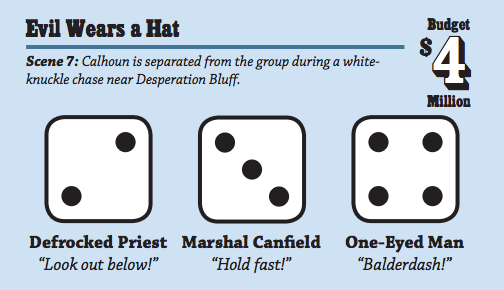 Evil Wears a Hat
Scene 7: Calhoun is separated from the group during a white-
knuckle chase near Desperation Bluff.
Budget
$4
Million
Defrocked Priest
"Look out below!"
Marshal Canfield
"Hold fast!"
One-Eyed Man
"Balderdash!"